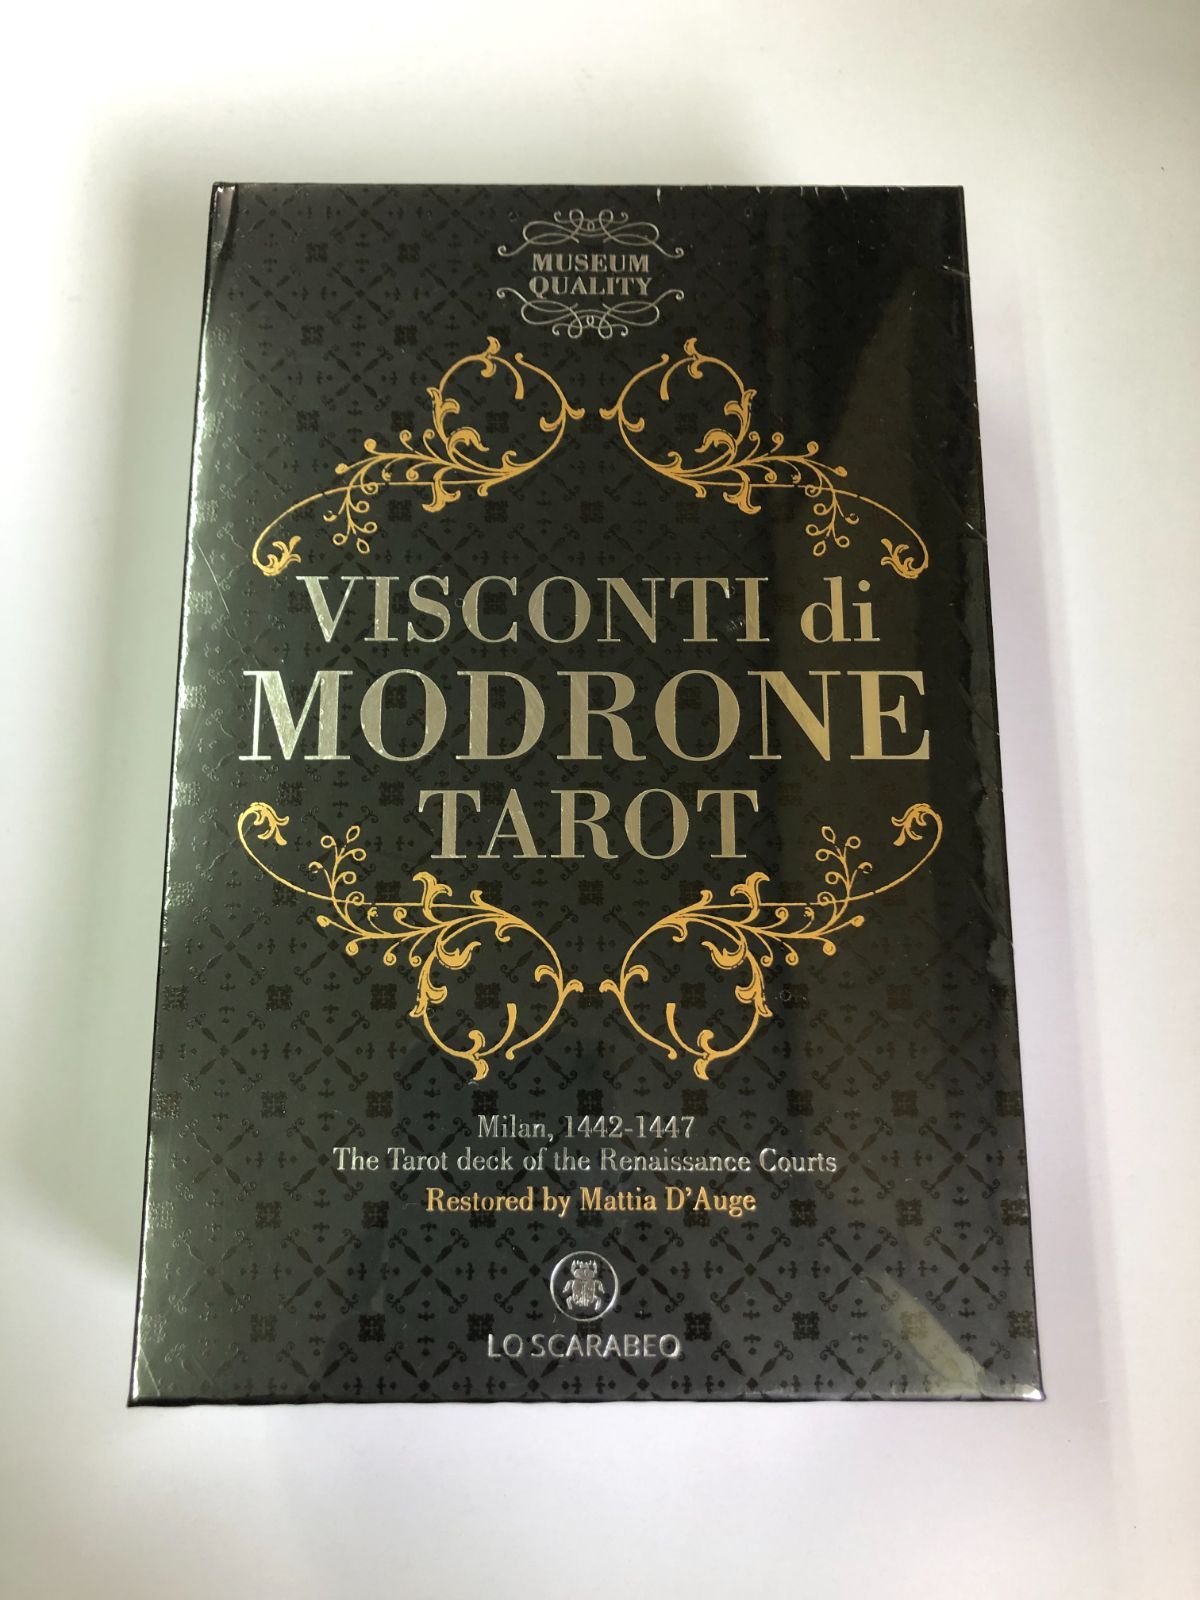 MUSEUM
QUALITY
VISCONTI di
MODRONE
TAROT
Milan, 1442-1447
The Tarot deck of the Renaissance Courts
Restored by Mattia D'Auge
LO SCARABEO